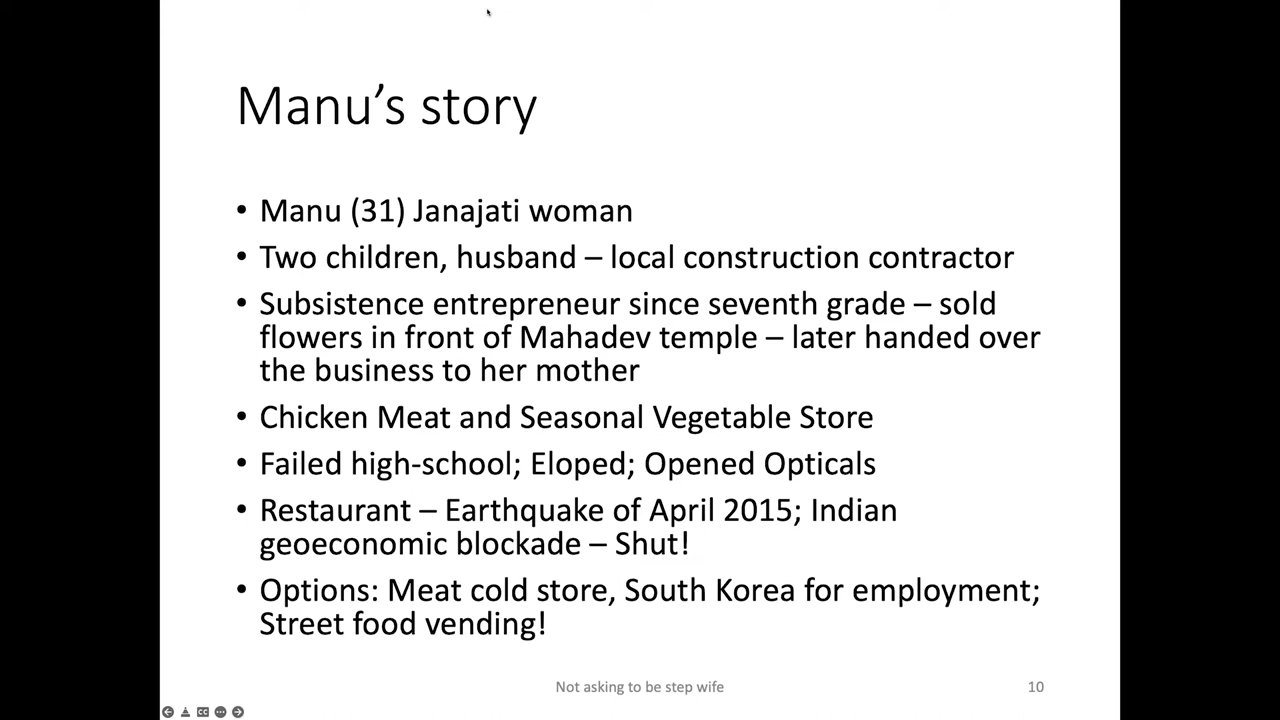 Manu’s story
• Manu (31) Janajati woman
• Two children, husband – local construction contractor
• Subsistence entrepreneur since seventh grade – sold
flowers in front of Mahadev temple – later handed over
the business to her mother
• Chicken Meat and Seasonal Vegetable Store
• Failed high-school; Eloped; Opened Opticals
• Restaurant – Earthquake of April 2015; Indian
geoeconomic blockade – Shut!
• Options: Meat cold store, South Korea for employment;
Street food vending!
Not asking to be step wife
10
CC